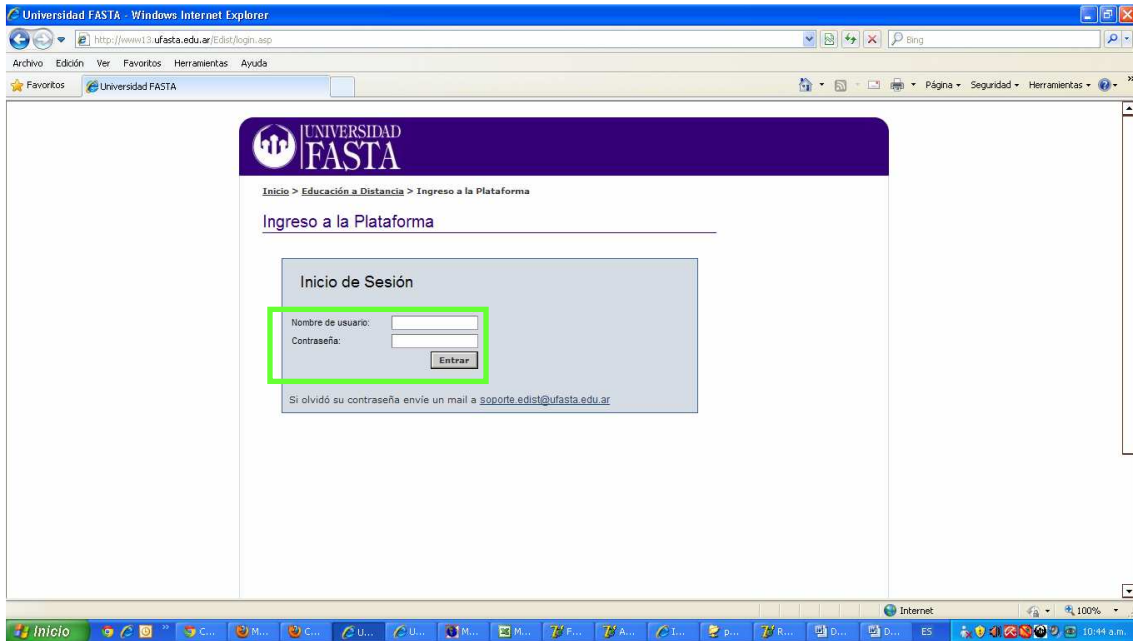 Universidad FASTA - Windows Internet Explorer
http://www13.ufasta.edu.ar/Edist/login.asp
Bing
Archivo Edición Ver Favoritos Herramientas Ayuda
Favoritos Universidad FASTA Página Seguridad Herramientas
UNIVERSIDAD
FASTA
Inicio > Educación a Distancia > Ingreso a la Plataforma
Ingreso a la Plataforma
Inicio de Sesión
Nombre de usuario:
Contraseña:
Entrar
Si olvidó su contraseña envíe un mail a soporte.edist@ufasta.edu.ar
Internet 100%
Inicio C... M... C... U... U... M... M... F... A... I... p... R... D... D... ES 10:44 a.m.